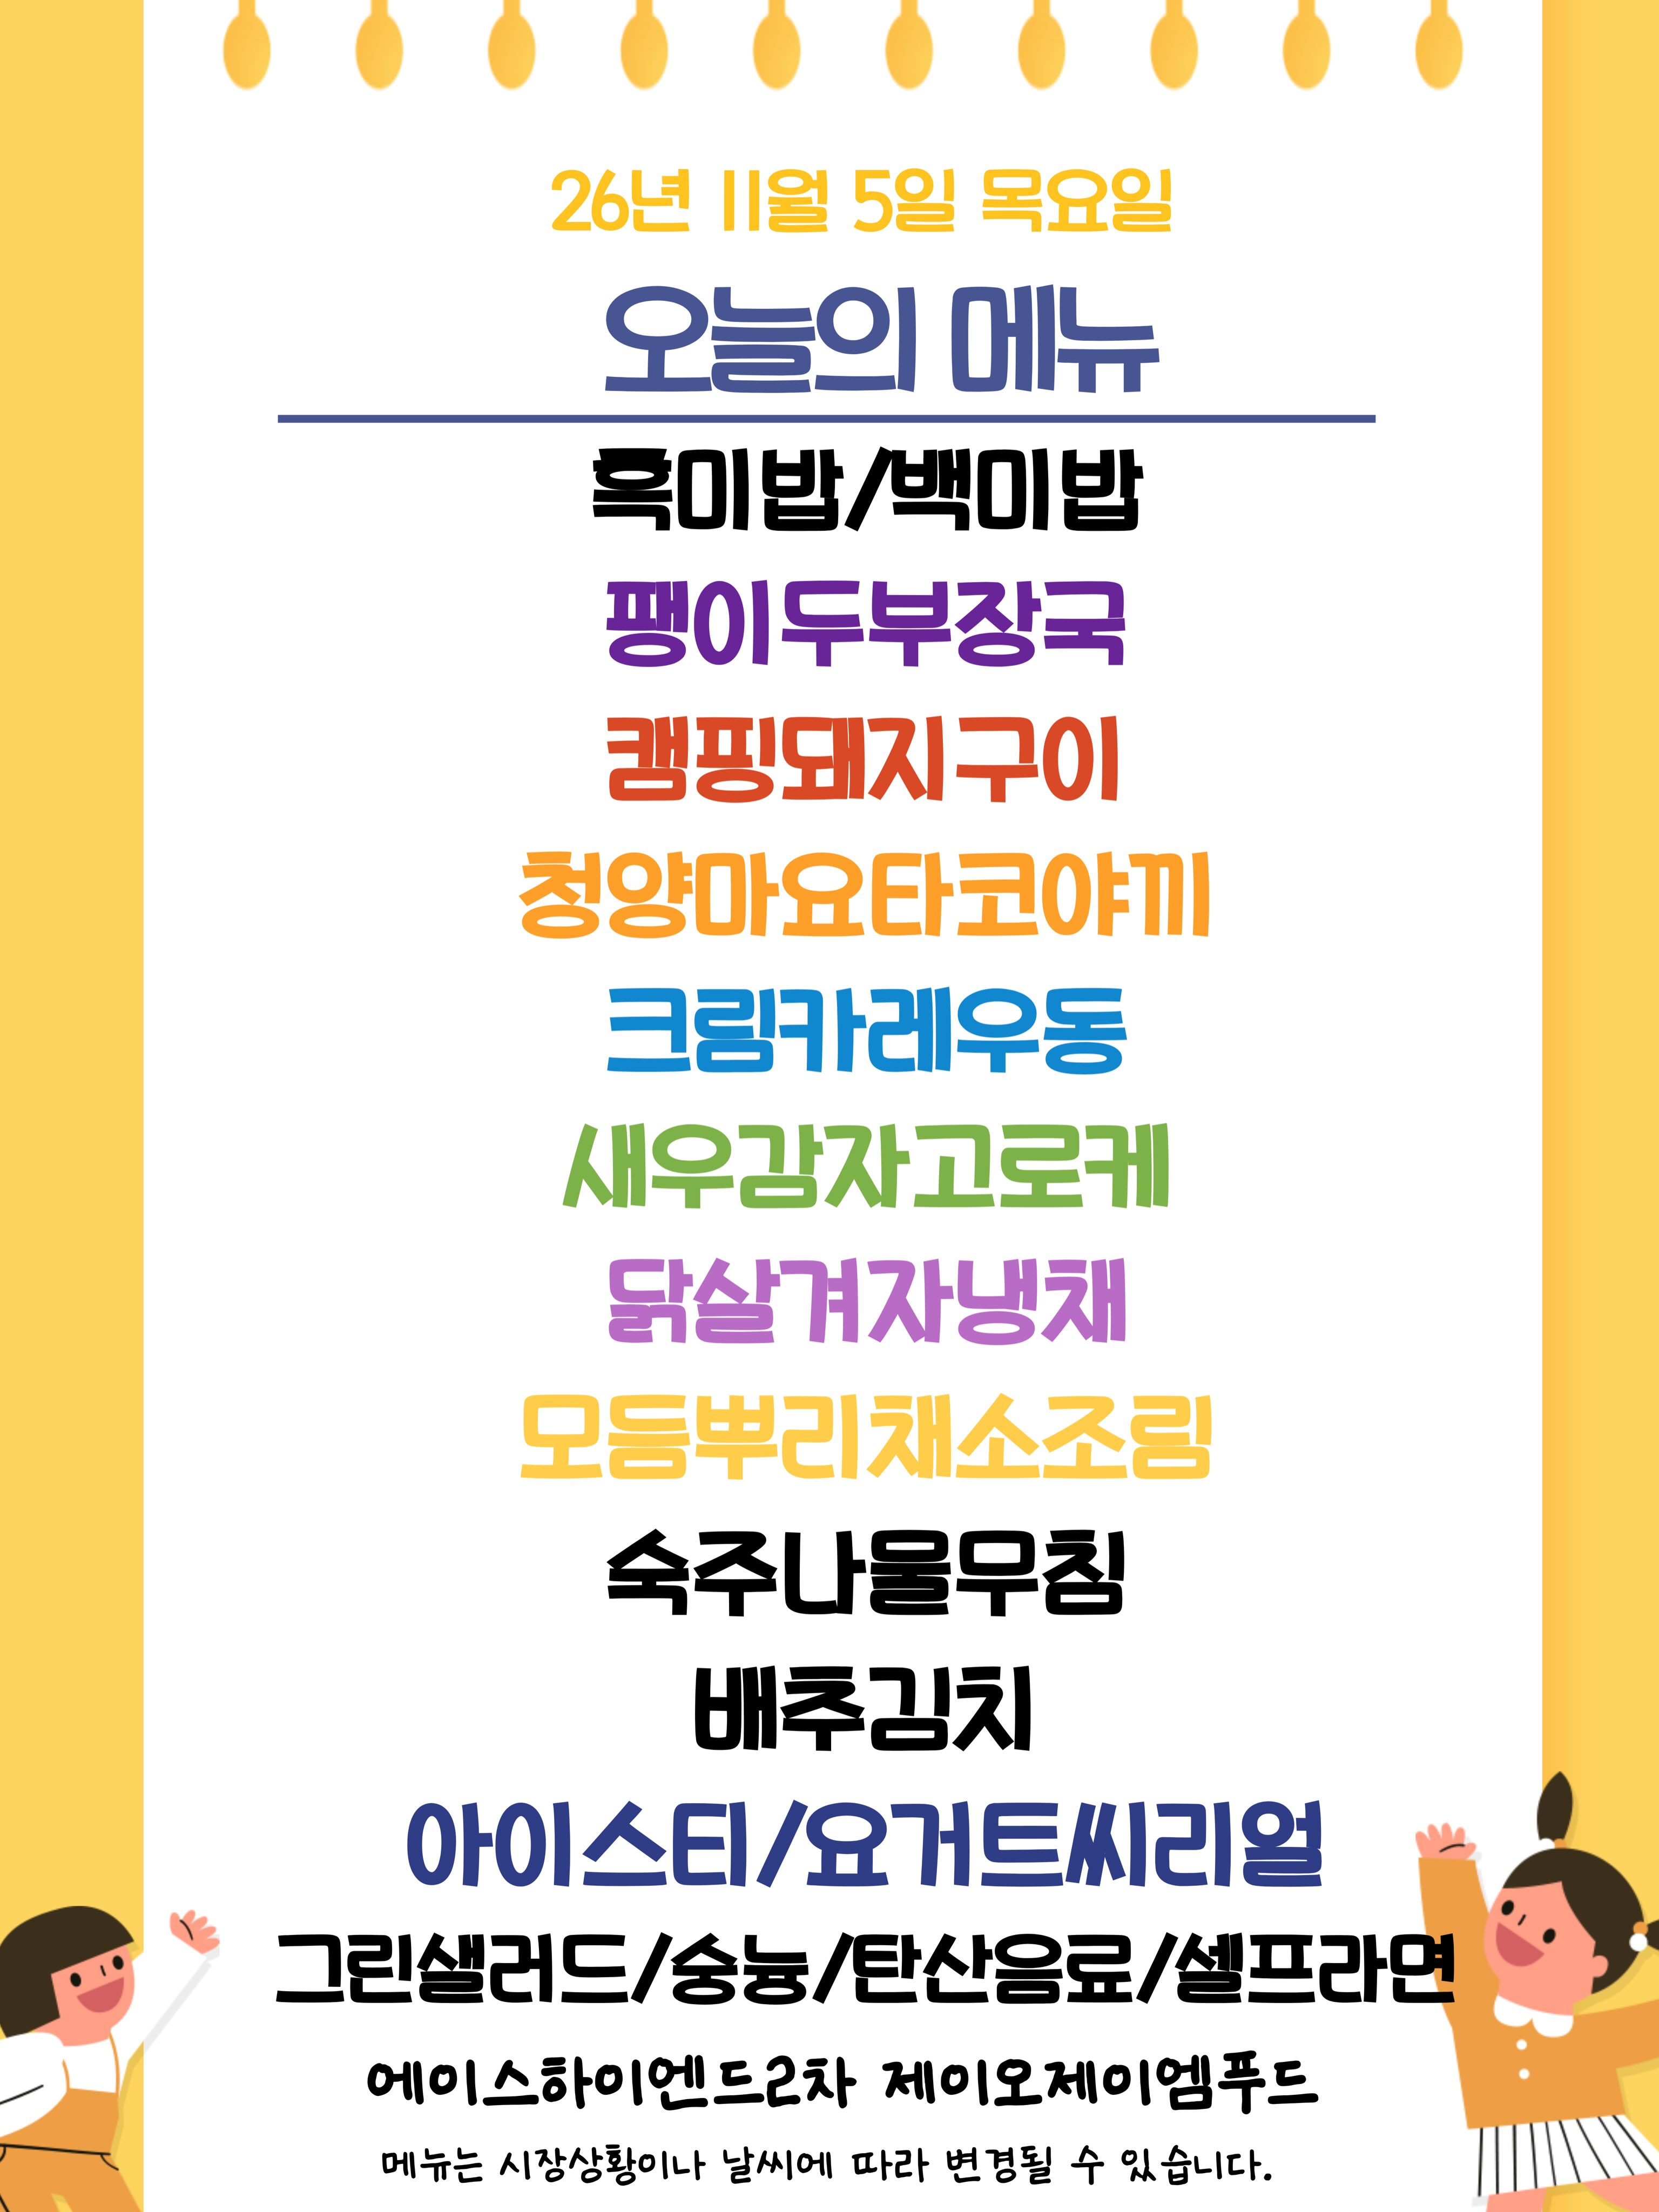 26년 11월 5일 목요일
오늘의 메뉴
흑미밥/백미밥
팽이두부장국
캠핑돼지구이
청양마요타코야끼
크림카레우동
새우감자고로케
닭살겨자냉채
모듬뿌리채소조림
숙주나물무침
배추김치
아이스티/요거트씨리얼
그린샐러드/숭늉/탄산음료/셀프라면
에이스하이엔드2차 제이오제이엠푸드
메뉴는 시장상황이나 날씨에 따라 변경될 수 있습니다.